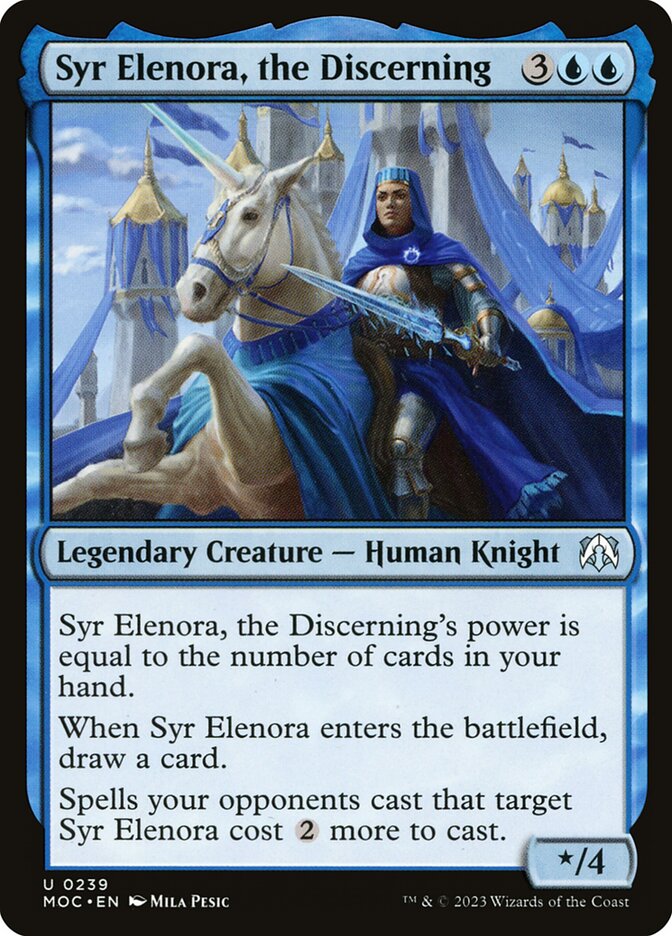 Syr Elenora, the Discerning 3
Legendary Creature — Human Knight
Syr Elenora, the Discerning's power is
equal to the number of cards in your
hand.
When Syr Elenora enters the battlefield,
draw a card.
Spells your opponents cast that target
Syr Elenora cost 2 more to cast.
★/4
U 0239
MOC • EN Mila Pesic
™ & © 2023 Wizards of the Coast